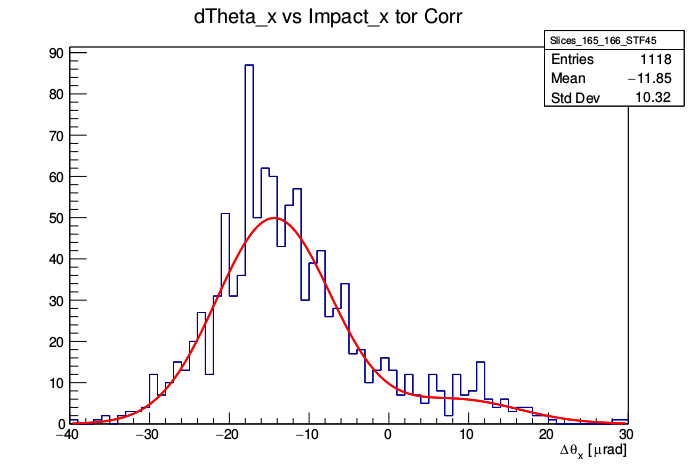 dTheta_x vs Impact_x tor Corr
Slices_165_166_STF45
Entries 1118
Mean −11.85
Std Dev 10.32
90
80
70
60
50
40
30
20
10
0
−40 −30 −20 −10 0 10 20 30
Δθx [μrad]